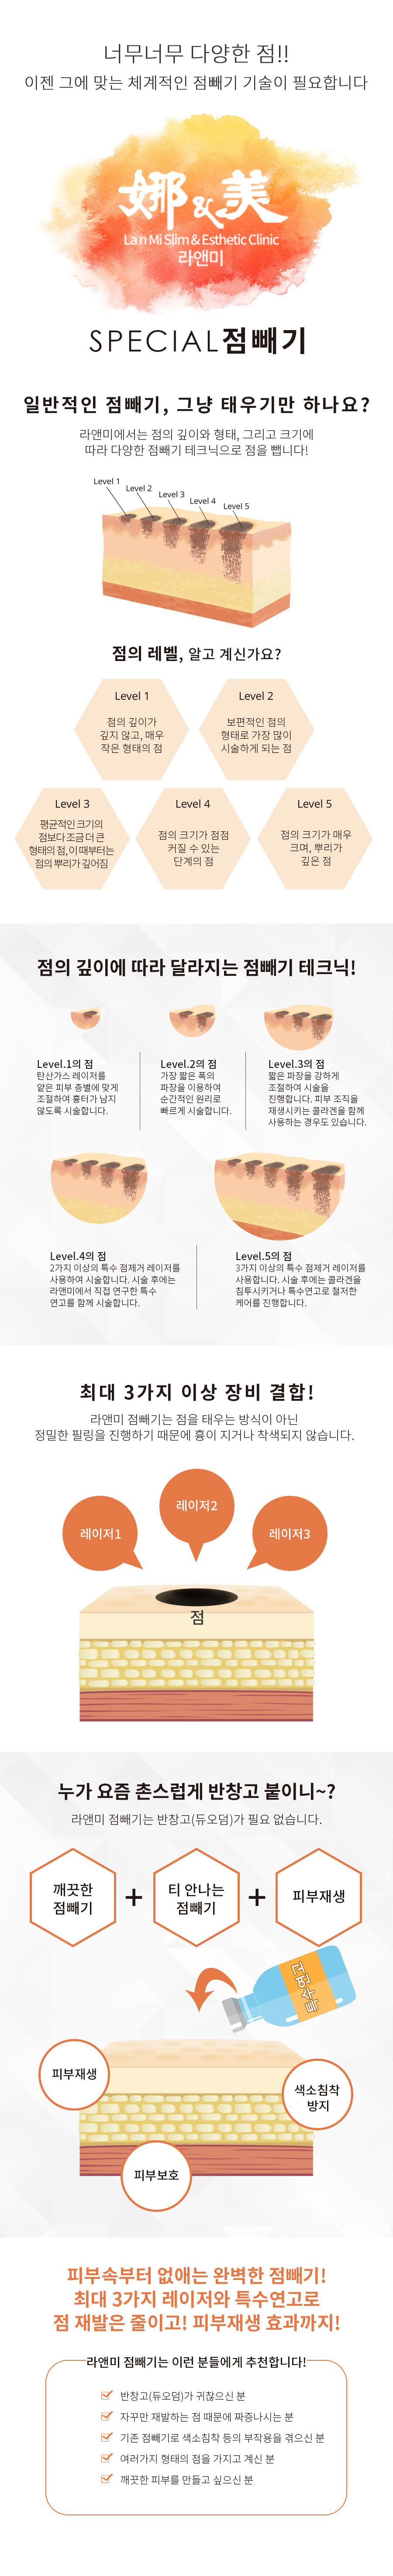 너무너무 다양한 점!!
이젠 그에 맞는 체계적인 점빼기 기술이 필요합니다
娜&美
La n Mi Slim & Esthetic Clinic
라앤미
SPECIAL점빼기
일반적인 점빼기, 그냥 태우기만 하나요?
라앤미에서는 점의 깊이와 형태, 그리고 크기에
따라 다양한 점빼기 테크닉으로 점을 뺍니다!
Level 1
Level 2
Level 3
Level 4
Level 5
점의 레벨, 알고 계신가요?
Level 1
점의 깊이가
깊지 않고, 매우
작은 형태의 점
Level 2
보편적인 점의
형태로 가장 많이
시술하게 되는 점
Level 3
평균적인 크기의
점보다 조금 더 큰
형태의 점, 이 때부터는
점의 뿌리가 깊어짐
Level 4
점의 크기가 점점
커질 수 있는
단계의 점
Level 5
점의 크기가 매우
크며, 뿌리가
깊은 점
점의 깊이에 따라 달라지는 점빼기 테크닉!
Level.1의 점
탄산가스 레이저를
얕은 피부 층별에 맞게
조절하여 흉터가 남지
않도록 시술합니다.
Level.2의 점
가장 짧은 폭의
파장을 이용하여
순간적인 원리로
빠르게 시술합니다.
Level.3의 점
짧은 파장을 강하게
조절하여 시술을
진행합니다. 피부 조직을
재생시키는 콜라겐을 함께
사용하는 경우도 있습니다.
Level.4의 점
2가지 이상의 특수 점제거 레이저를
사용하여 시술합니다. 시술 후에는
라앤미에서 직접 연구한 특수
연고를 함께 시술합니다.
Level.5의 점
3가지 이상의 특수 점제거 레이저를
사용합니다. 시술 후에는 콜라겐을
침투시키거나 특수연고로 철저한
케어를 진행합니다.
최대 3가지 이상 장비 결합!
라앤미 점빼기는 점을 태우는 방식이 아닌
정밀한 필링을 진행하기 때문에 흉이 지거나 착색되지 않습니다.
레이저1
레이저2
레이저3
점
누가 요즘 촌스럽게 반창고 붙이니~?
라앤미 점빼기는 반창고(듀오덤)가 필요 없습니다.
깨끗한
점빼기
+
티 안나는
점빼기
+
피부재생
특수연고
피부재생
색소침착
방지
피부보호
피부속부터 없애는 완벽한 점빼기!
최대 3가지 레이저와 특수연고로
점 재발은 줄이고! 피부재생 효과까지!
라앤미 점빼기는 이런 분들에게 추천합니다!
반창고(듀오덤)가 귀찮으신 분
자꾸만 재발하는 점 때문에 짜증나시는 분
기존 점빼기로 색소침착 등의 부작용을 겪으신 분
여러가지 형태의 점을 가지고 계신 분
깨끗한 피부를 만들고 싶으신 분